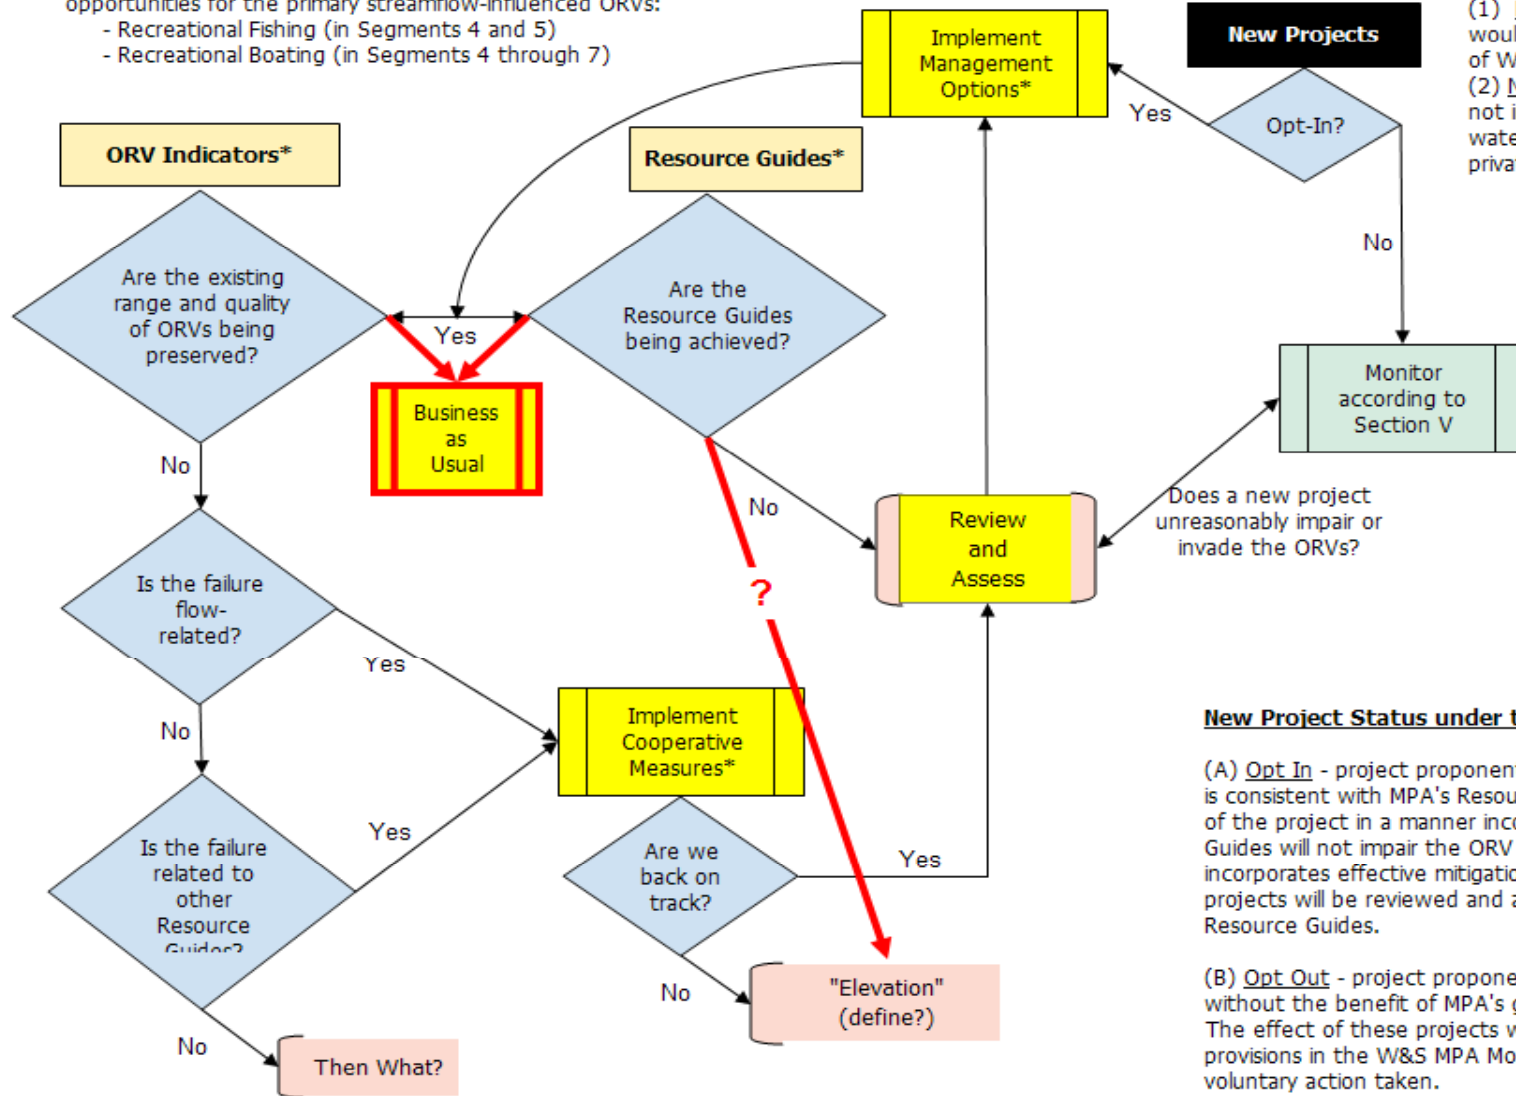 opportunities for the primary streamflow-influenced ORVs:
- Recreational Fishing (in Segments 4 and 5)
- Recreational Boating (in Segments 4 through 7)
Implement
Management
Options*
New Projects
(1)
of W
(2)
not i
wate
priva
Yes
Opt-In?
No
ORV Indicators*
Resource Guides*
Are the existing
range and quality
of ORVs being
preserved?
Yes
Are the
Resource Guides
being achieved?
Business
as
Usual
Monitor
according to
Section V
No
No
Review
and
Assess
Does a new project
unreasonably impair or
invade the ORVs?
?
Is the failure
flow-
related?
Yes
No
Implement
Cooperative
Measures*
Is the failure
related to
other
Resource
Guides?
Yes
Are we
back on
track?
Yes
No
"Elevation"
(define?)
No
Then What?
New Project Status under t
(A) Opt In - project proponent
is consistent with MPA's Resou
of the project in a manner inco
Guides will not impair the ORV
incorporates effective mitigatio
projects will be reviewed and a
Resource Guides.
(B) Opt Out - project propone
without the benefit of MPA's g
The effect of these projects w
provisions in the W&S MPA Mo
voluntary action taken.